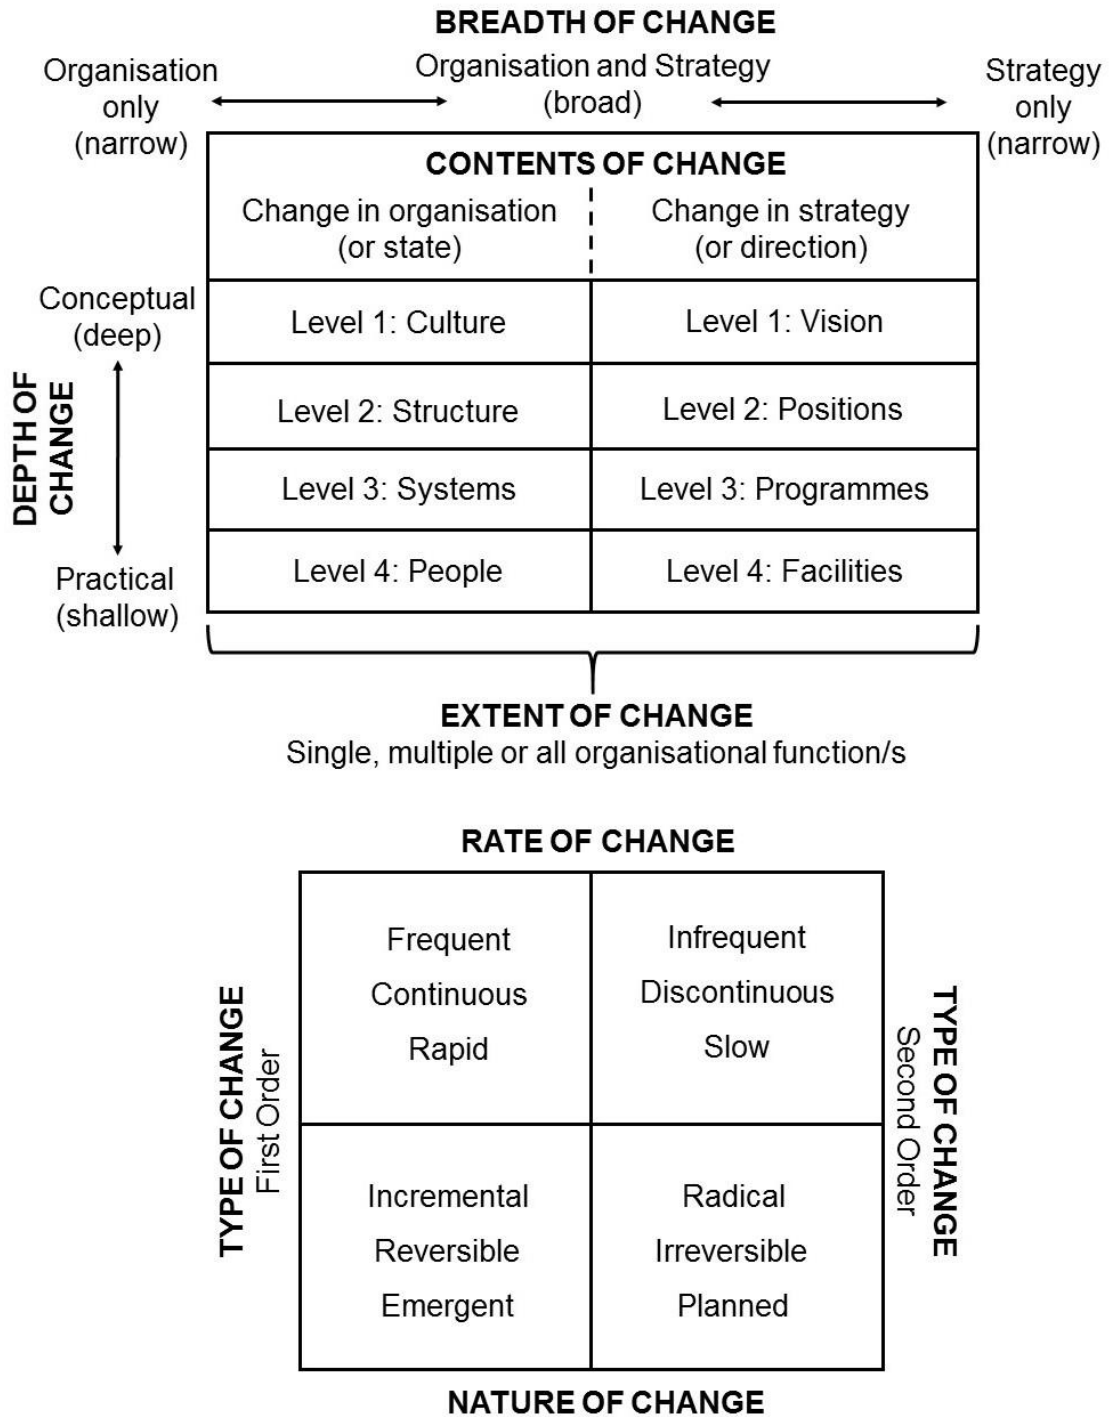 BREADTH OF CHANGE
Organisation
only
(narrow)
Organisation and Strategy
(broad)
Strategy
only
(narrow)
CONTENTS OF CHANGE
Change in organisation
(or state)
Change in strategy
(or direction)
DEPTH OF
CHANGE
Conceptual
(deep)
Practical
(shallow)
Level 1: Culture
Level 1: Vision
Level 2: Structure
Level 2: Positions
Level 3: Systems
Level 3: Programmes
Level 4: People
Level 4: Facilities
EXTENT OF CHANGE
Single, multiple or all organisational function/s
RATE OF CHANGE
TYPE OF CHANGE
First Order
Frequent
Continuous
Rapid
Infrequent
Discontinuous
Slow
Incremental
Reversible
Emergent
Radical
Irreversible
Planned
TYPE OF CHANGE
Second Order
NATURE OF CHANGE